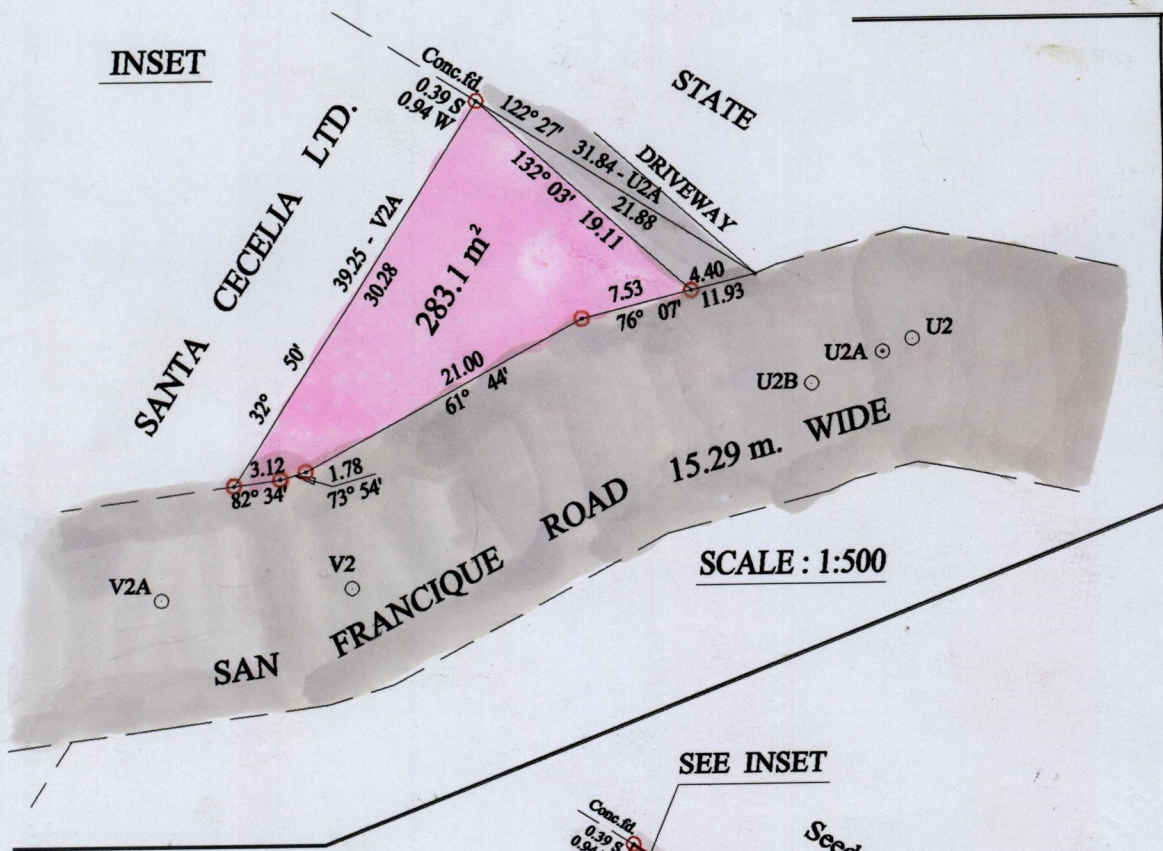 INSET
Conc.fd.
0.39 S
0.94 W
STATE
122° 27'
31.84 - U2A
21.88
DRIVEWAY
132° 03'
19.11
SANTA CECELIA LTD.
39.25 - V2A
30.28
32° 50'
283.1 m²
7.53
4.40
76° 07'
11.93
21.00
61° 44'
U2
U2A
U2B
3.12
82° 34'
1.78
73° 54'
V2
V2A
SAN FRANCIQUE ROAD 15.29 m. WIDE
SCALE : 1:500
SEE INSET
Conc.fd.
0.39 S